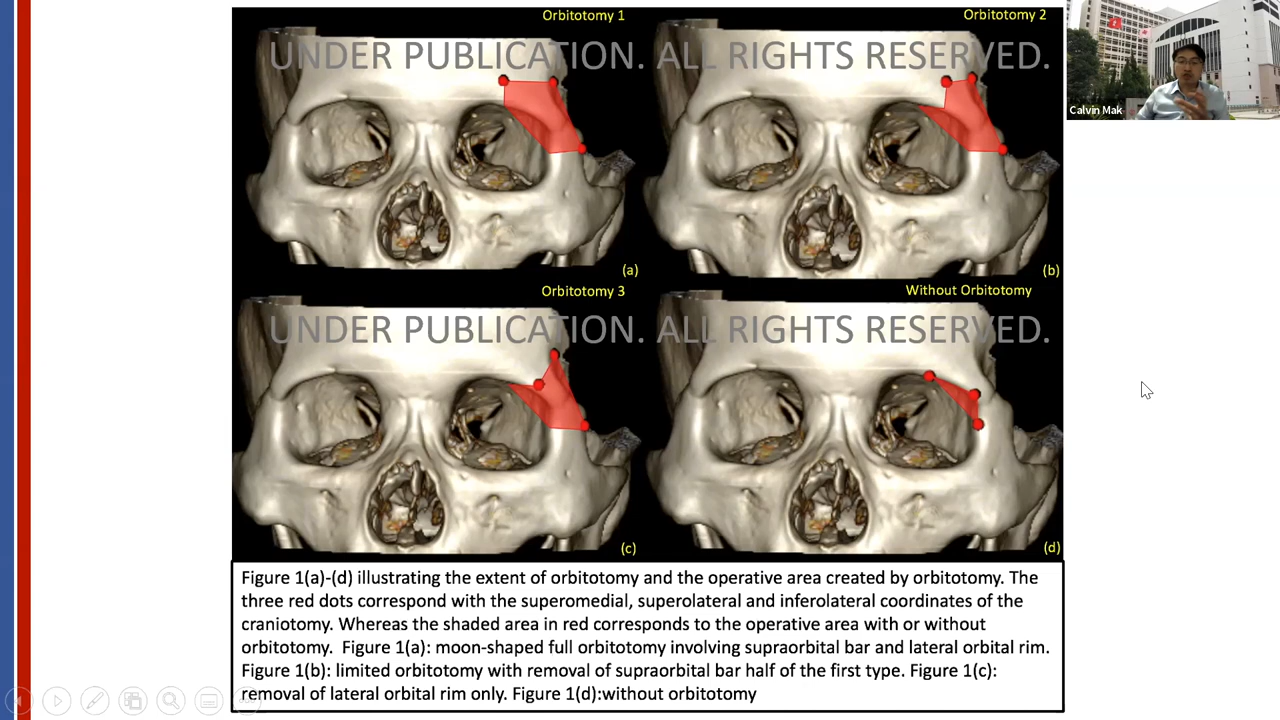 Orbitotomy 1
Orbitotomy 2
UNDER PUBLICATION. ALL RIGHTS RESERVED.
Calvin Mak
(a)
(b)
Orbitotomy 3
Without Orbitotomy
UNDER PUBLICATION. ALL RIGHTS RESERVED.
(c)
(d)
Figure 1(a)-(d) illustrating the extent of orbitotomy and the operative area created by orbitotomy. The
three red dots correspond with the superomedial, superolateral and inferolateral coordinates of the
craniotomy. Whereas the shaded area in red corresponds to the operative area with or without
orbitotomy. Figure 1(a): moon-shaped full orbitotomy involving supraorbital bar and lateral orbital rim.
Figure 1(b): limited orbitotomy with removal of supraorbital bar half of the first type. Figure 1(c):
removal of lateral orbital rim only. Figure 1(d):without orbitotomy